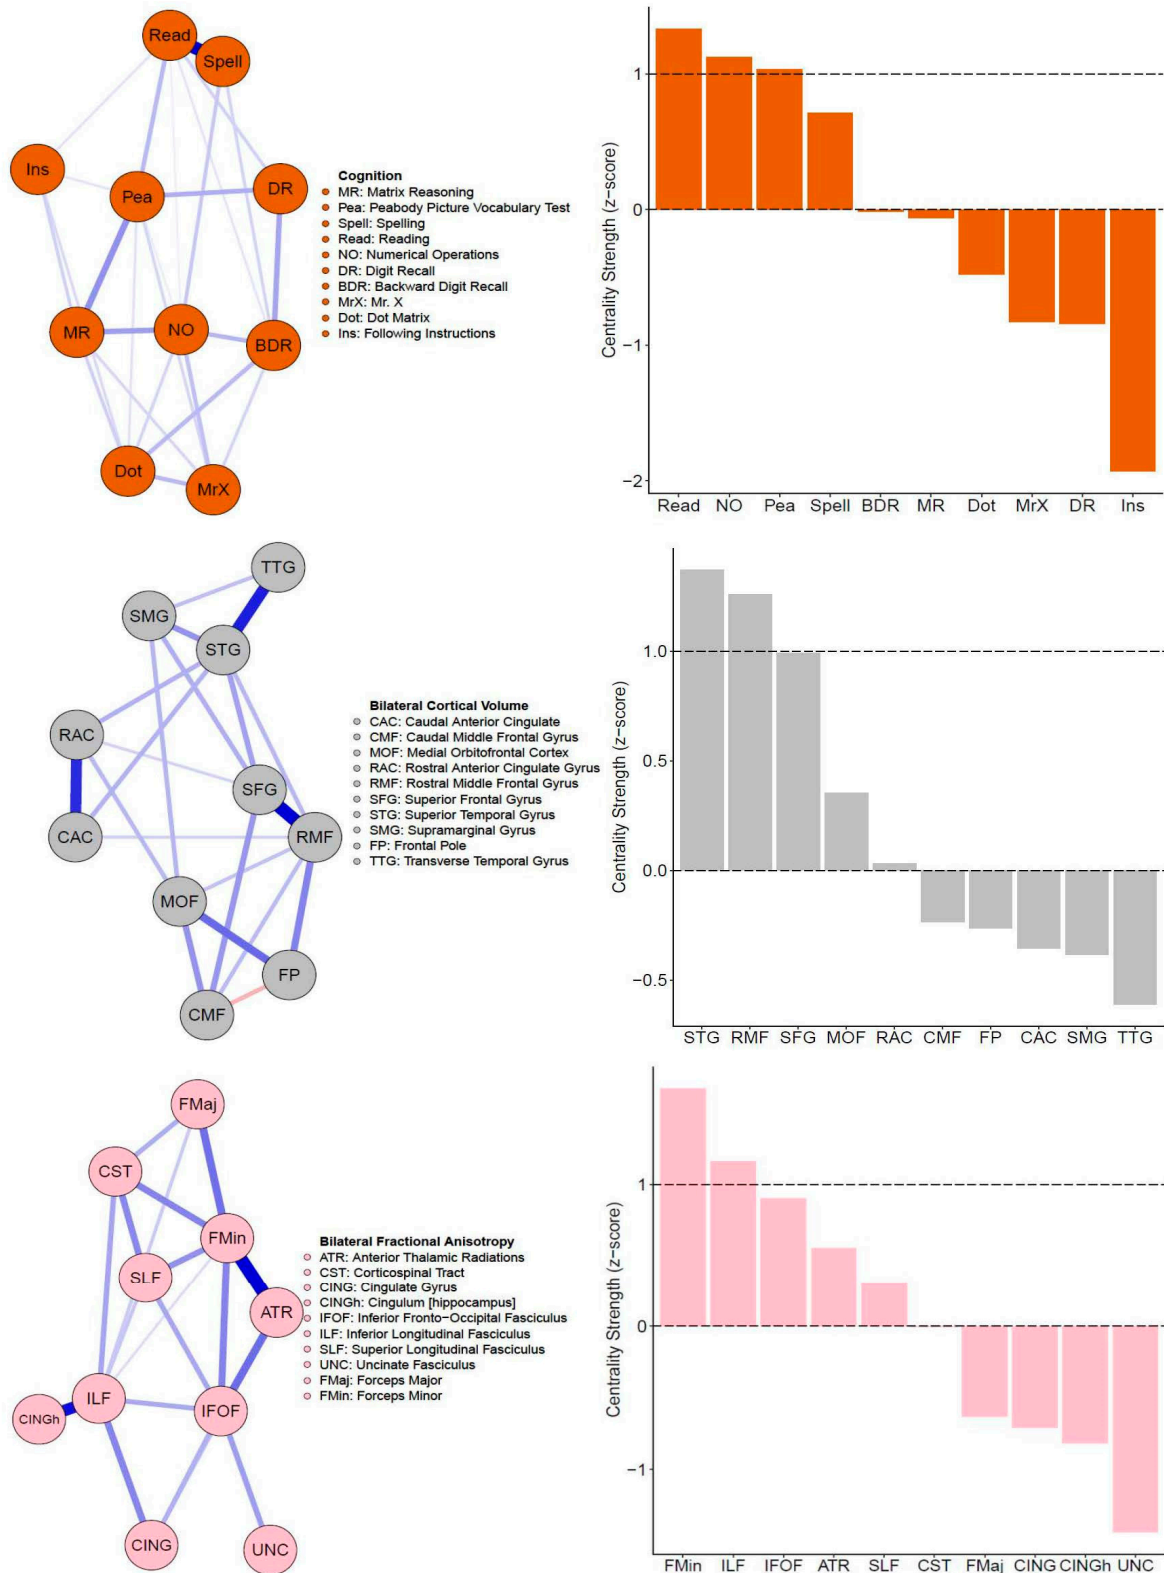 Read
Spell
Ins
Pea
DR
MR
NO
BDR
Dot
MrX
Cognition
MR: Matrix Reasoning
Pea: Peabody Picture Vocabulary Test
Spell: Spelling
Read: Reading
NO: Numerical Operations
DR: Digit Recall
BDR: Backward Digit Recall
MrX: Mr. X
Dot: Dot Matrix
Ins: Following Instructions
Centrality Strength (z−score)
1
0
−1
−2
Read NO Pea Spell BDR MR Dot MrX DR Ins
TTG
SMG
STG
RAC
SFG
CAC
RMF
MOF
FP
CMF
Bilateral Cortical Volume
CAC: Caudal Anterior Cingulate
CMF: Caudal Middle Frontal Gyrus
MOF: Medial Orbitofrontal Cortex
RAC: Rostral Anterior Cingulate Gyrus
RMF: Rostral Middle Frontal Gyrus
SFG: Superior Frontal Gyrus
STG: Superior Temporal Gyrus
SMG: Supramarginal Gyrus
FP: Frontal Pole
TTG: Transverse Temporal Gyrus
Centrality Strength (z−score)
1.0
0.5
0.0
−0.5
STG RMF SFG MOF RAC CMF FP CAC SMG TTG
FMaj
CST
FMin
SLF
ATR
ILF
CINGh
IFOF
CING
UNC
Bilateral Fractional Anisotropy
ATR: Anterior Thalamic Radiations
CST: Corticospinal Tract
CING: Cingulate Gyrus
CINGh: Cingulum [hippocampus]
IFOF: Inferior Fronto−Occipital Fasciculus
ILF: Inferior Longitudinal Fasciculus
SLF: Superior Longitudinal Fasciculus
UNC: Uncinate Fasciculus
FMaj: Forceps Major
FMin: Forceps Minor
Centrality Strength (z−score)
1
0
−1
FMin ILF IFOF ATR SLF CST FMaj CING CINGh UNC